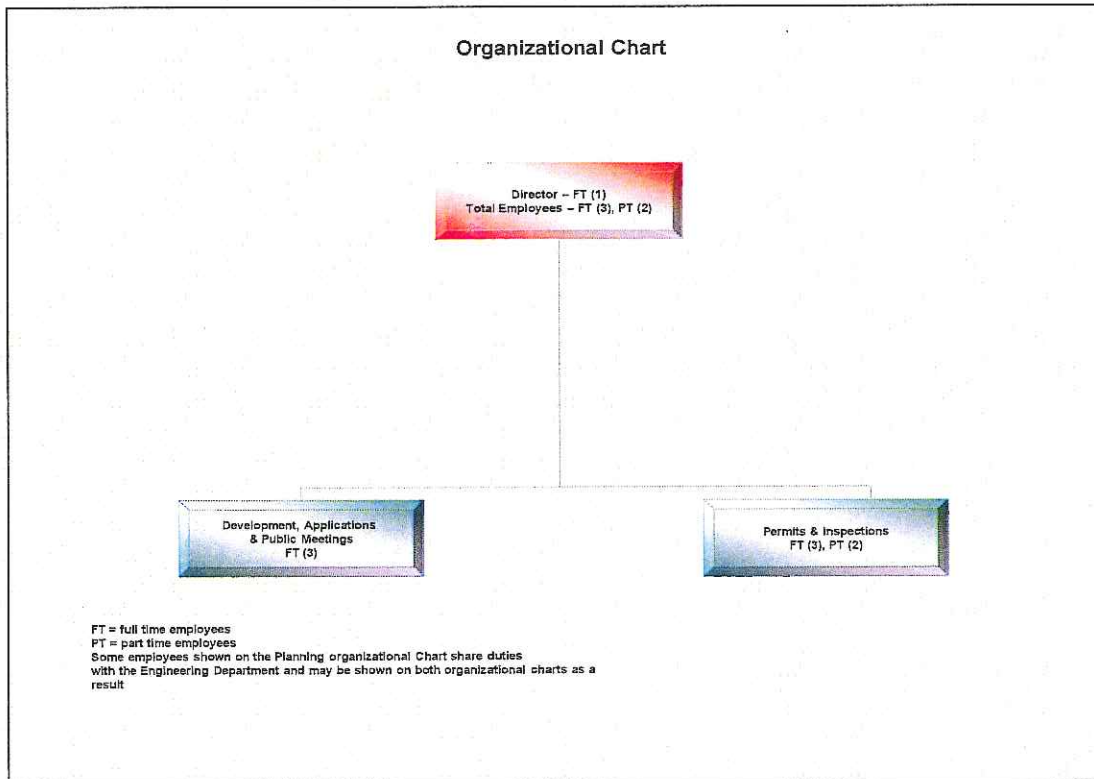 Organizational Chart
Director – FT (1)
Total Employees – FT (3), PT (2)
Development, Applications
& Public Meetings
FT (3)
Permits & Inspections
FT (3), PT (2)
FT = full time employees
PT = part time employees
Some employees shown on the Planning organizational Chart share duties
with the Engineering Department and may be shown on both organizational charts as a
result